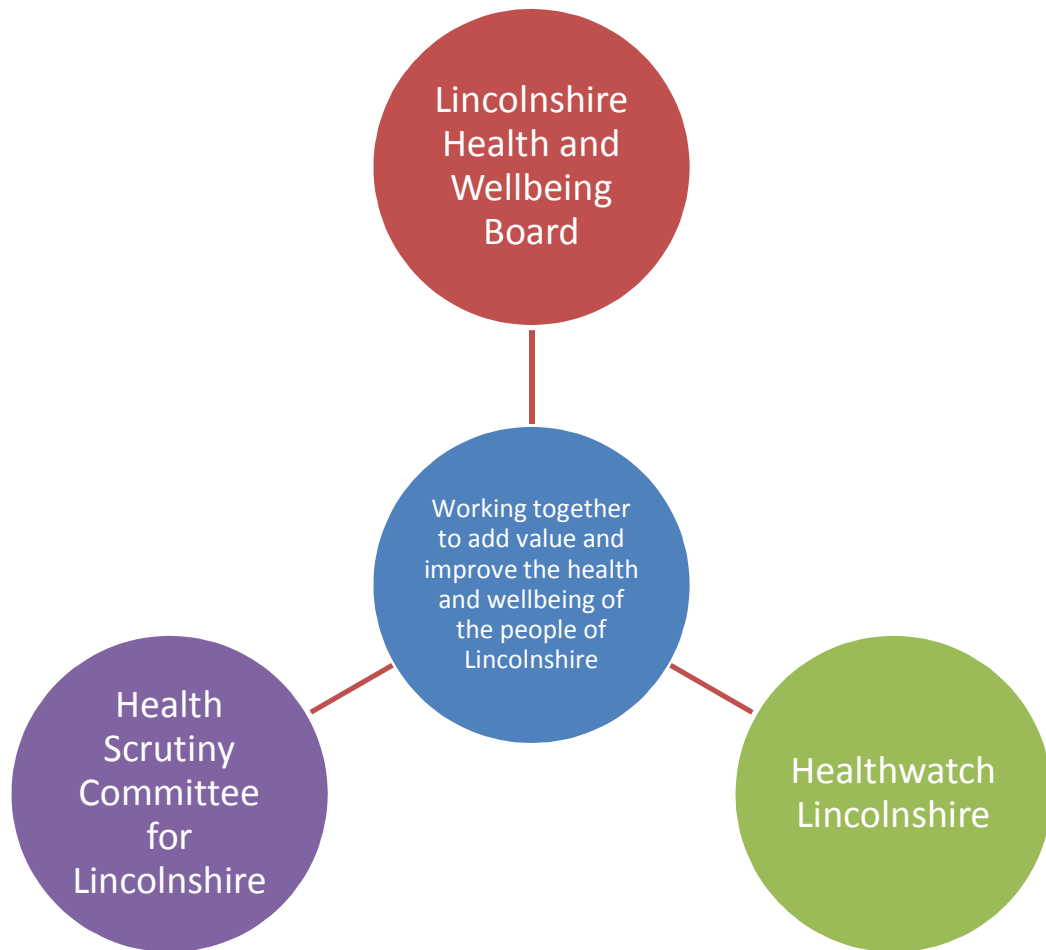 Lincolnshire
Health and
Wellbeing
Board
Working together
to add value and
improve the health
and wellbeing of
the people of
Lincolnshire
Health
Scrutiny
Committee
for
Lincolnshire
Healthwatch
Lincolnshire